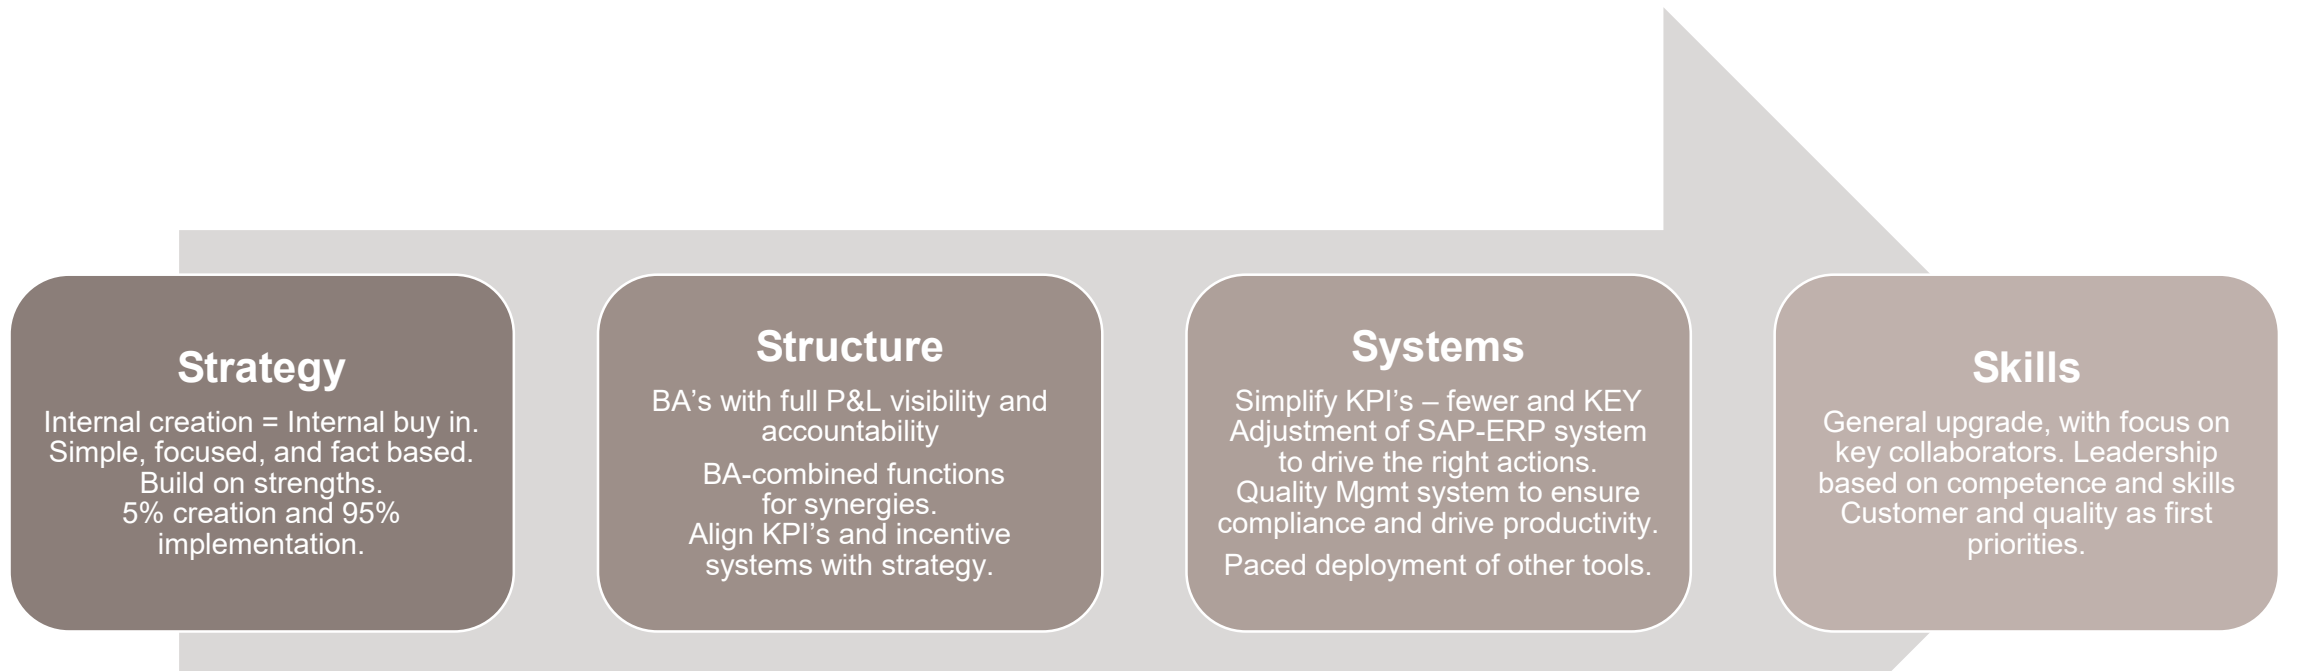 Strategy
Internal creation = Internal buy in.
Simple, focused, and fact based.
Build on strengths.
5% creation and 95%
implementation.
Structure
BA’s with full P&L visibility and
accountability
BA-combined functions
for synergies.
Align KPI’s and incentive
systems with strategy.
Systems
Simplify KPI’s – fewer and KEY
Adjustment of SAP-ERP system
to drive the right actions.
Quality Mgmt system to ensure
compliance and drive productivity.
Paced deployment of other tools.
Skills
General upgrade, with focus on
key collaborators. Leadership
based on competence and skills
Customer and quality as first
priorities.